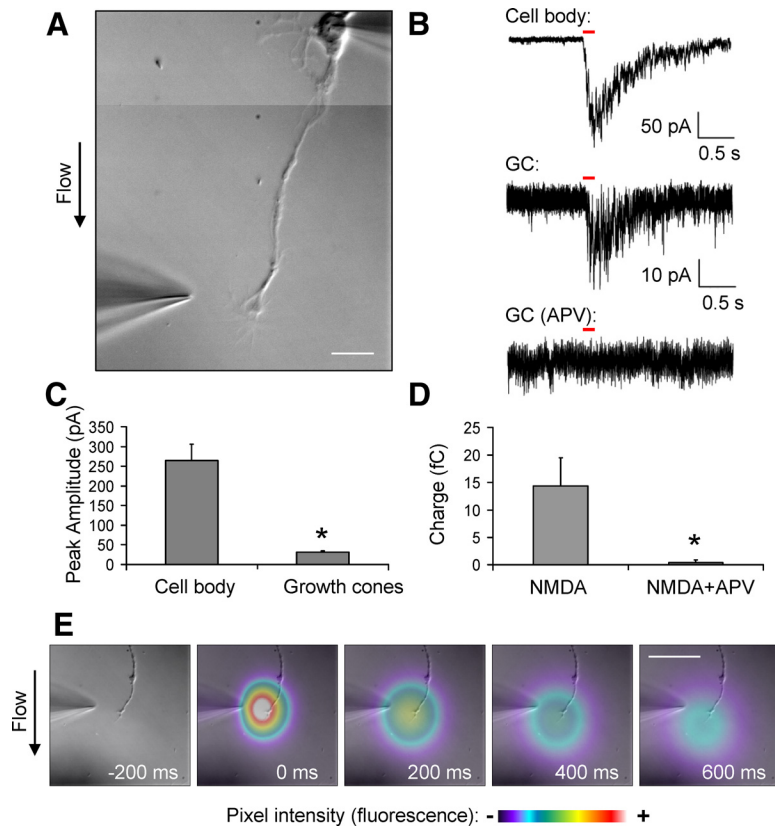 A
Flow
B
Cell body:
50 pA
0.5 s
GC:
10 pA
0.5 s
GC (APV):
C
Peak Amplitude (pA)
350
300
250
200
150
100
50
0
*
Cell body
Growth cones
D
Charge (fC)
25
20
15
10
5
0
*
NMDA
NMDA+APV
E
Flow
-200 ms
0 ms
200 ms
400 ms
600 ms
Pixel intensity (fluorescence): - +